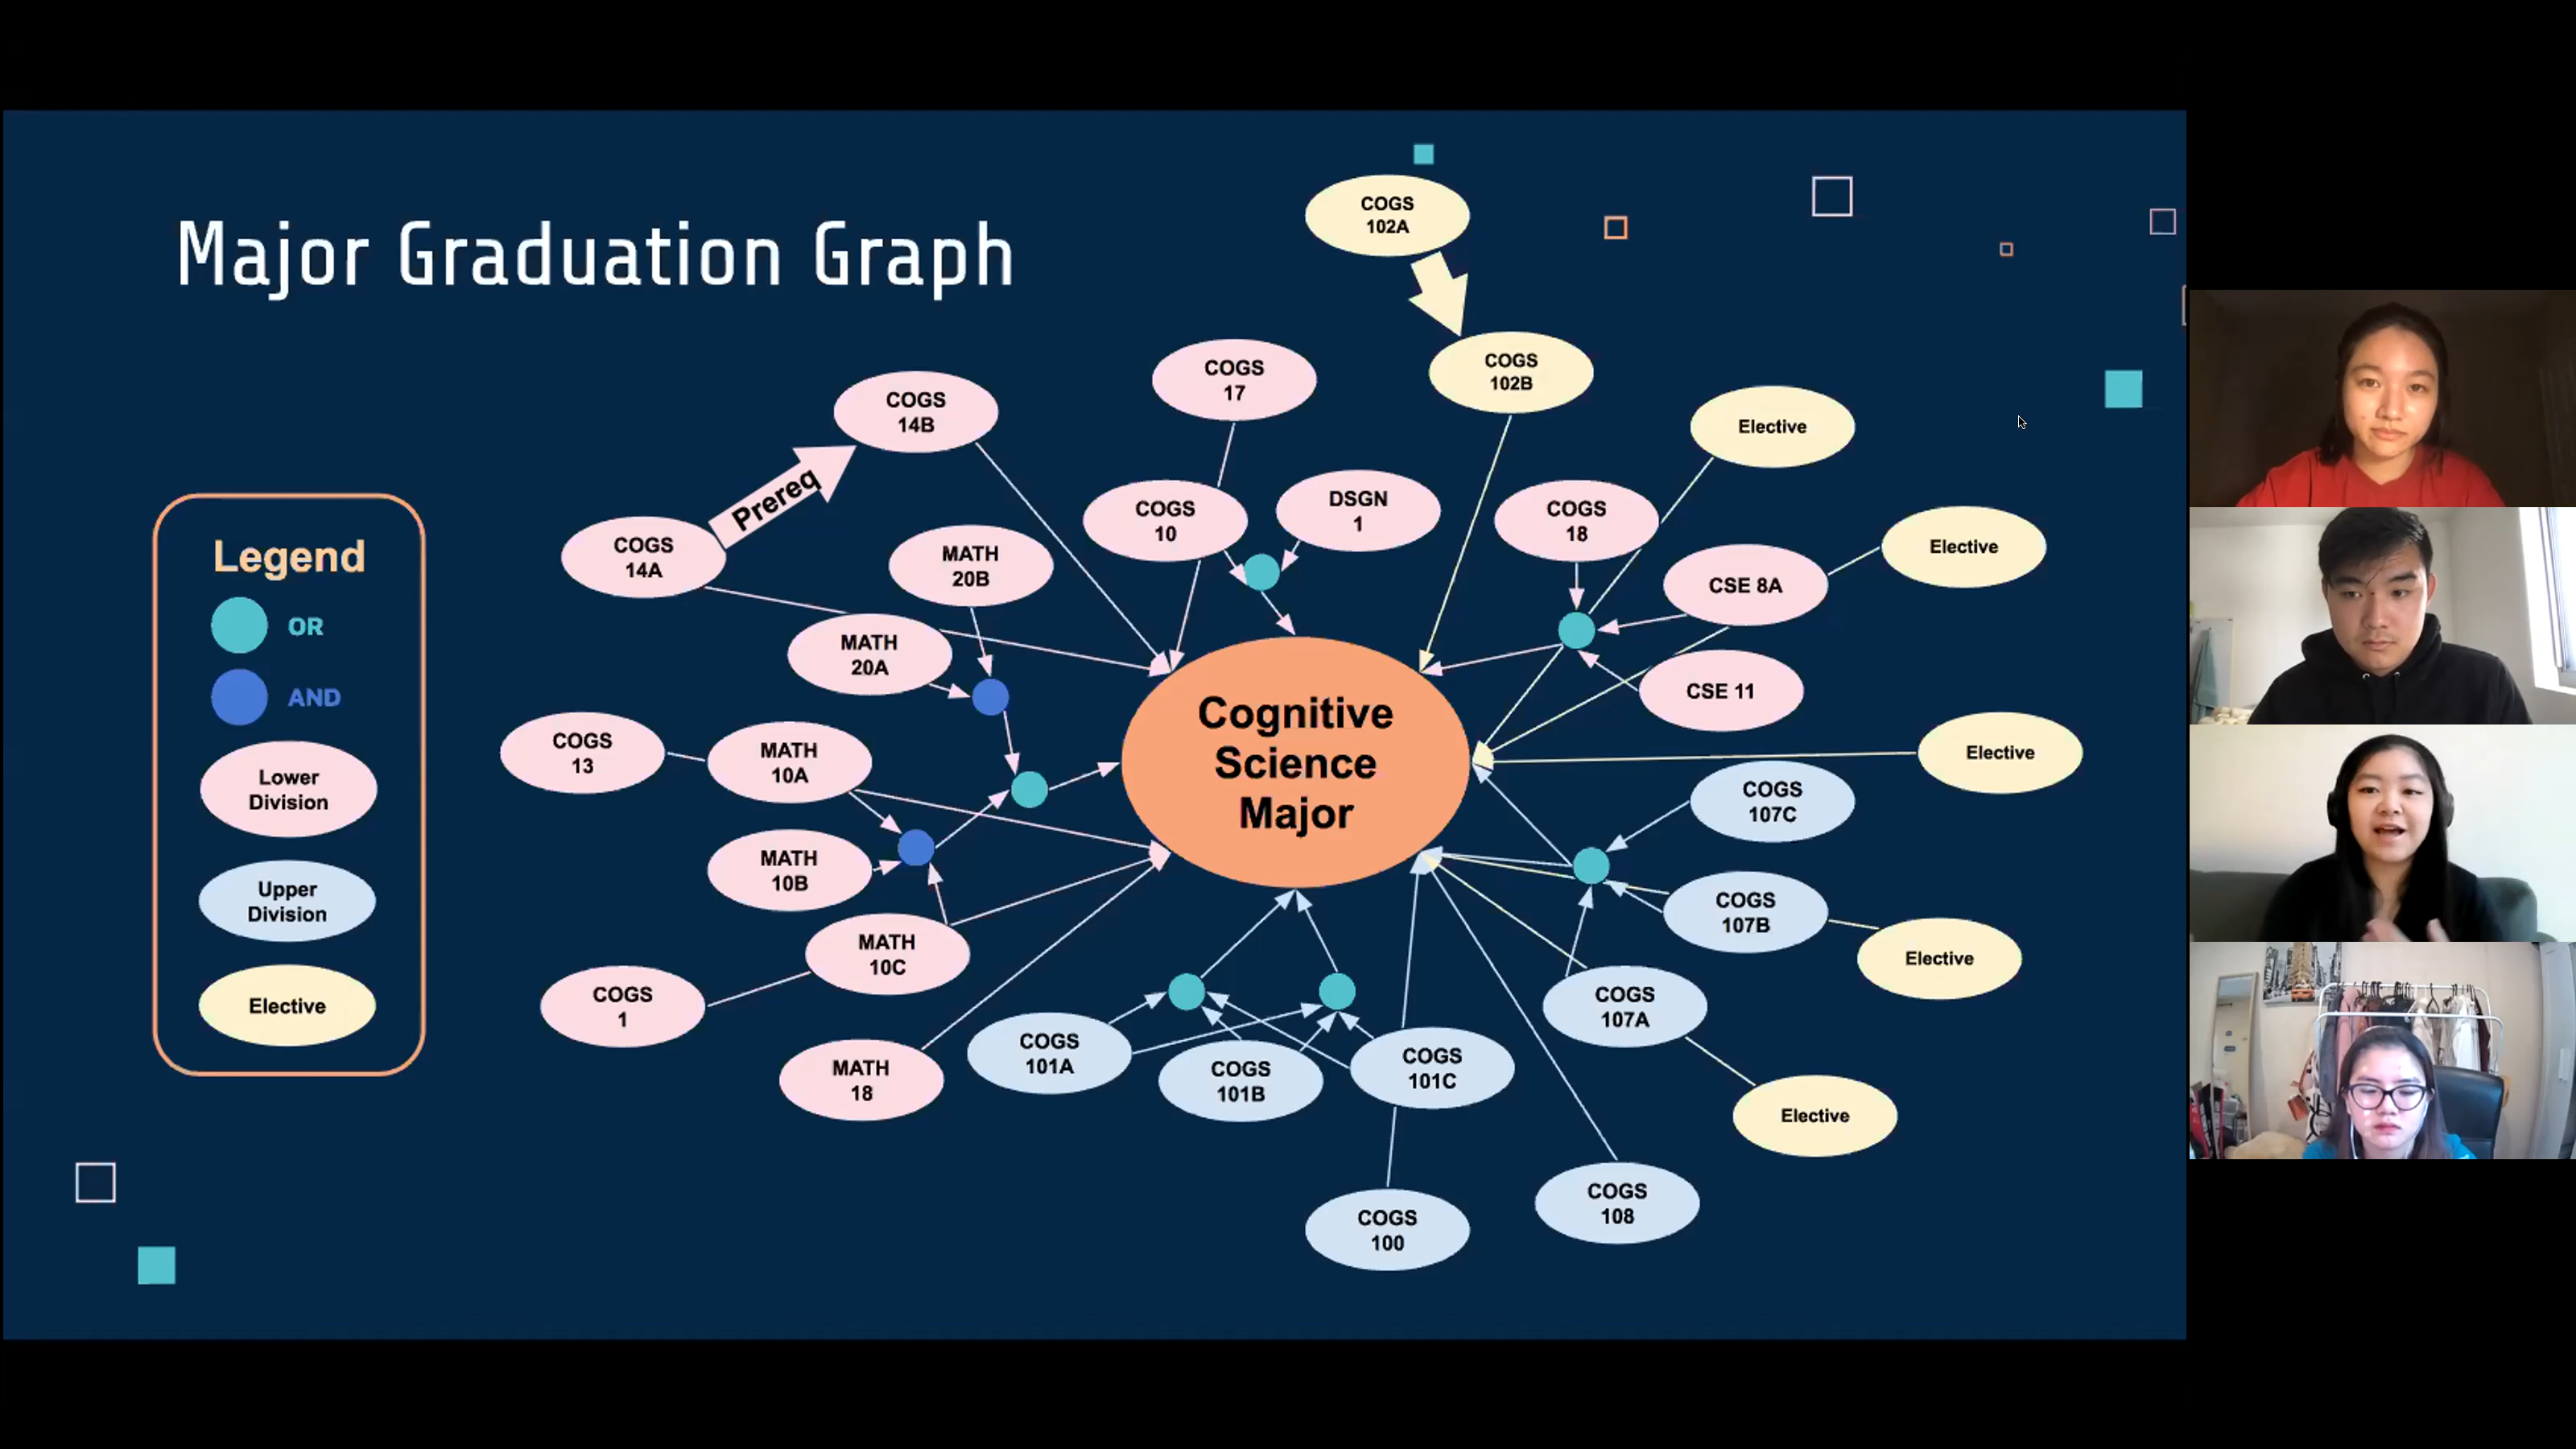 Major Graduation Graph
COGS
102A
COGS
17
COGS
102B
COGS
14B
Elective
Prereq
COGS
10
DSGN
1
COGS
18
COGS
14A
MATH
20B
Elective
CSE 8A
MATH
20A
CSE 11
COGS
13
MATH
10A
Cognitive
Science
Major
Elective
COGS
107C
MATH
10B
COGS
107B
MATH
10C
Elective
COGS
1
COGS
107A
MATH
18
COGS
101A
COGS
101B
COGS
101C
Elective
COGS
100
COGS
108
Legend
OR
AND
Lower
Division
Upper
Division
Elective